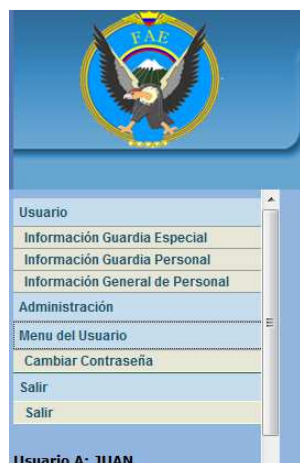 FAE
Usuario
Información Guardia Especial
Información Guardia Personal
Información General de Personal
Administración
Menu del Usuario
Cambiar Contraseña
Salir
Salir
Usuario A: JUAN